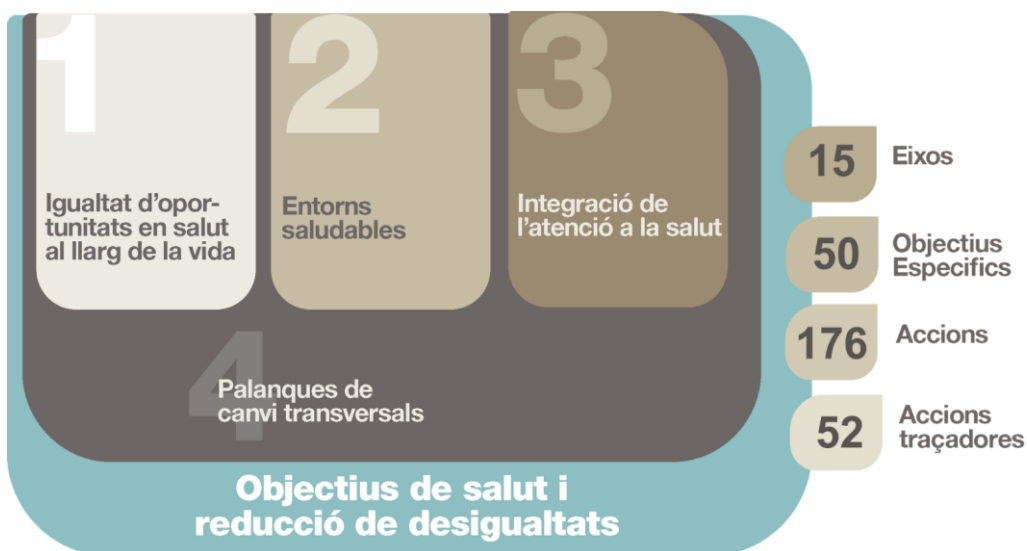 1
Igualtat d’opor-
tunitats en salut
al llarg de la vida
2
Entorns
saludables
3
Integració de
l’atenció a la salut
4
Palanques de
canvi transversals
Objectius de salut i
reducció de desigualtats
15
Eixos
50
Objectius
Especifics
176
Accions
52
Accions
traçadores